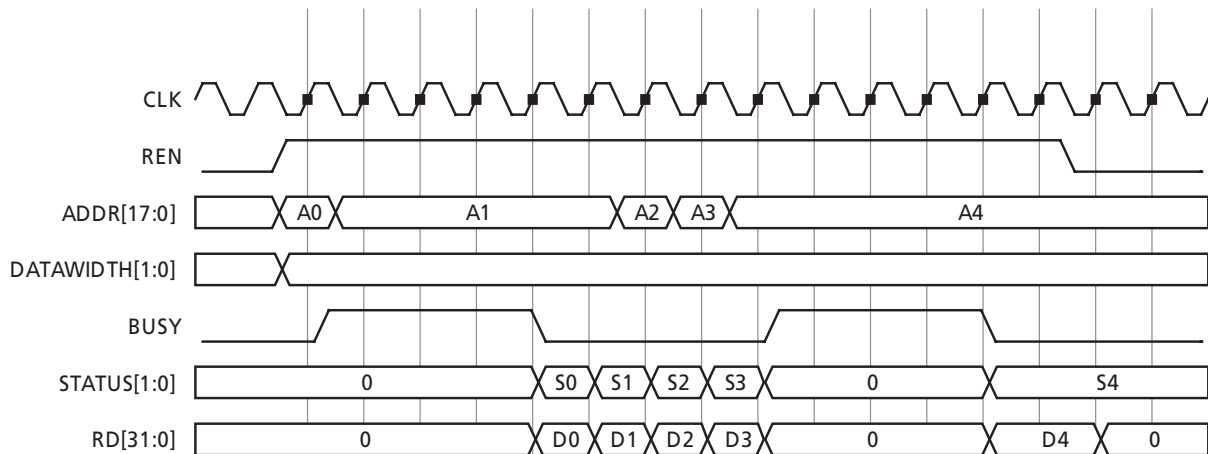 CLK
REN
ADDR[17:0] A0 A1 A2 A3 A4
DATAWIDTH[1:0]
BUSY
STATUS[1:0] 0 S0 S1 S2 S3 0 S4
RD[31:0] 0 D0 D1 D2 D3 0 D4 0